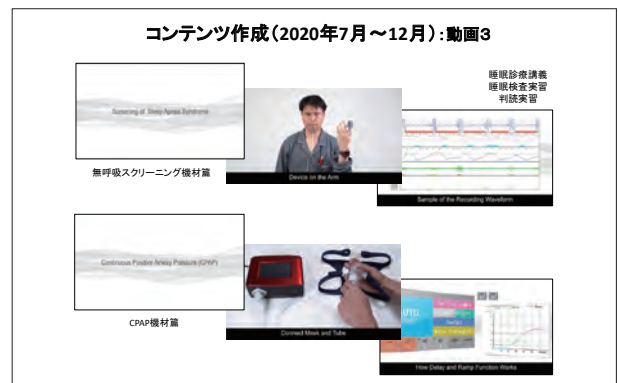 コンテンツ作成（2020年7月～12月）：動画3
睡眠診療講義
睡眠検査実習
判読実習
Screening of Sleep Apnea Syndrome
Device on the Arm
Sample of the Recording Waveform
無呼吸スクリーニング機材篇
Continuous Positive Airway Pressure (CPAP)
Connect Mask and Tube
How Delay and Ramp Function Works
CPAP機材篇